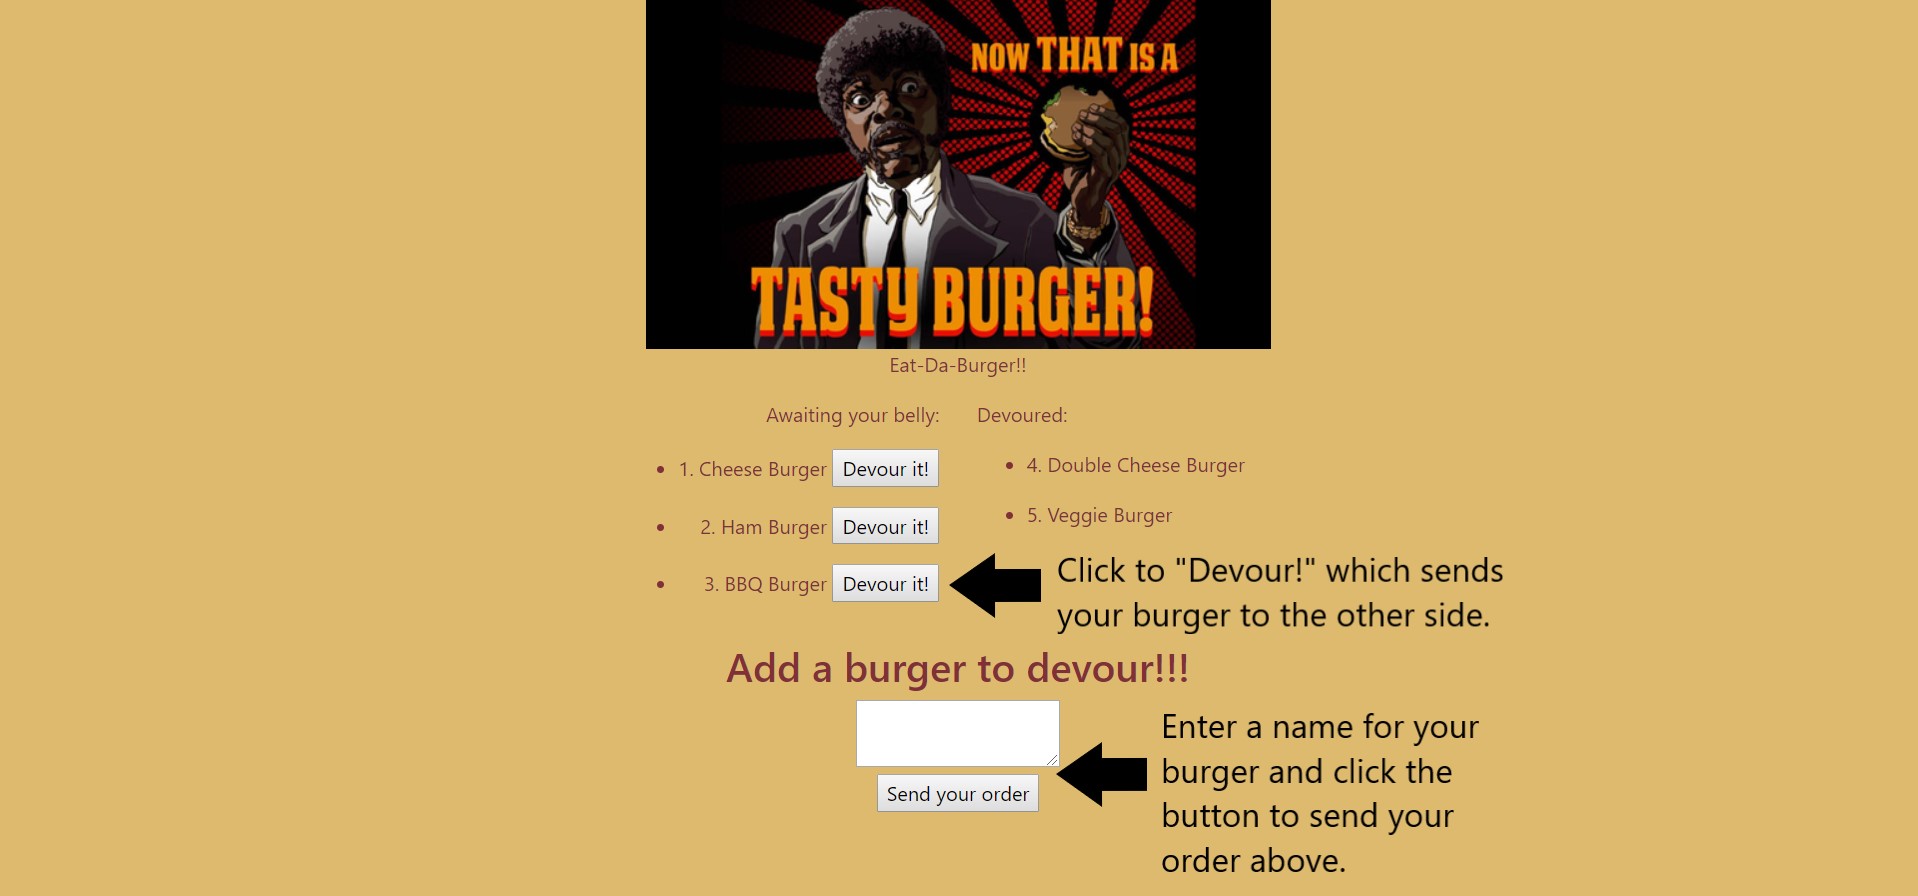 NOW THAT IS A
TASTY BURGER!
Eat-Da-Burger!!
Awaiting your belly:
1. Cheese Burger Devour it!
2. Ham Burger Devour it!
3. BBQ Burger Devour it!
Devoured:
4. Double Cheese Burger
5. Veggie Burger
Click to "Devour!" which sends
your burger to the other side.
Add a burger to devour!!!
Send your order
Enter a name for your
burger and click the
button to send your
order above.